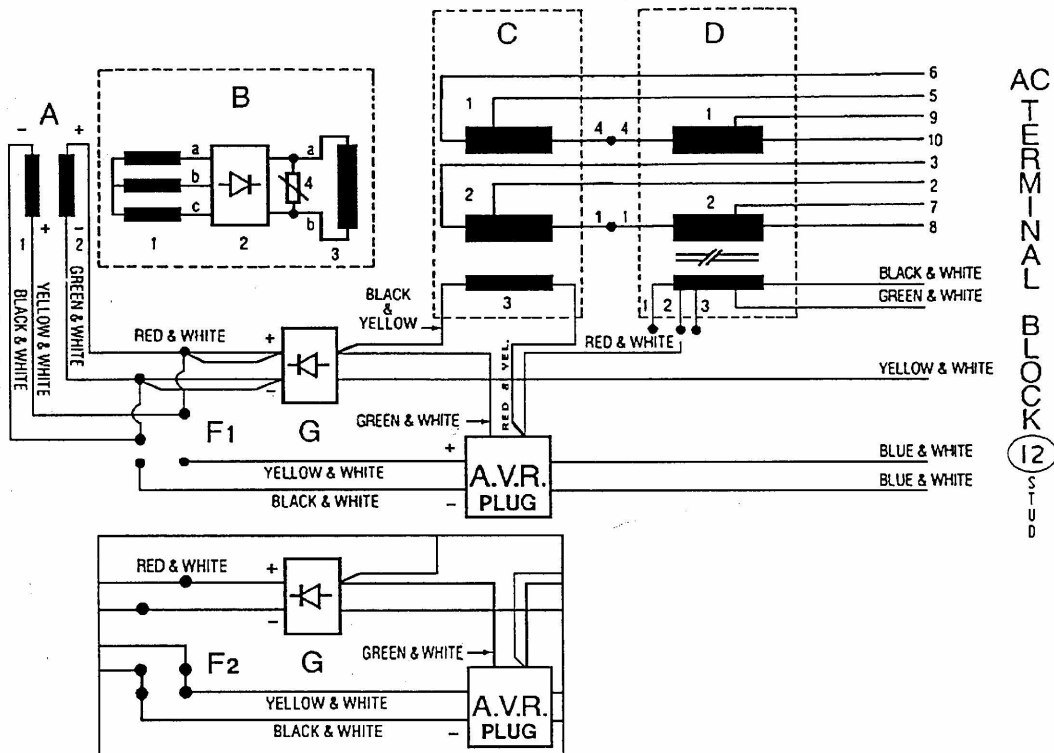 A
B
C
D
- +
+ -
1 2
a
b
c
1
2
a
4
b
3
1
4 4
1
2
1 1
2
3
1 2 3
6
5
9
10
3
2
7
8
BLACK & WHITE
GREEN & WHITE
YELLOW & WHITE
BLUE & WHITE
BLUE & WHITE
AC
TERMINAL BLOCK
12
STUD
BLACK & WHITE
YELLOW & WHITE
GREEN & WHITE
BLACK
&
YELLOW
RED & WHITE
+
-
RED & YEL.
RED & WHITE
GREEN & WHITE
F1
G
+
YELLOW & WHITE
BLACK & WHITE
-
A.V.R.
PLUG
RED & WHITE
+
-
F2
G
GREEN & WHITE
YELLOW & WHITE
BLACK & WHITE
-
A.V.R.
PLUG